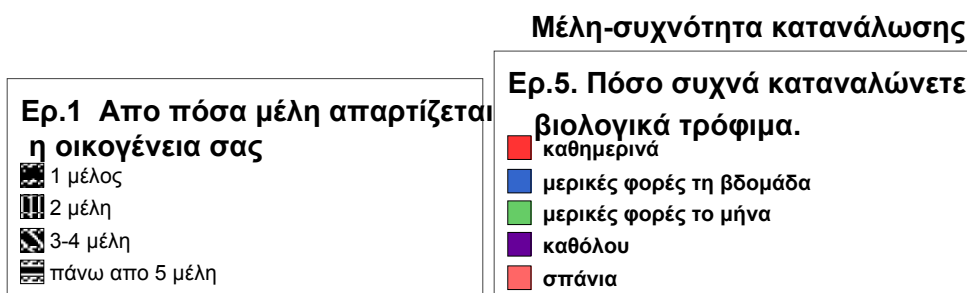 Μέλη-συχνότητα κατανάλωσης
Ερ.1 Απο πόσα μέλη απαρτίζεται
η οικογένεια σας
1 μέλος
2 μέλη
3-4 μέλη
πάνω απο 5 μέλη
Ερ.5. Πόσο συχνά καταναλώνετε
βιολογικά τρόφιμα.
καθημερινά
μερικές φορές τη βδομάδα
μερικές φορές το μήνα
καθόλου
σπάνια